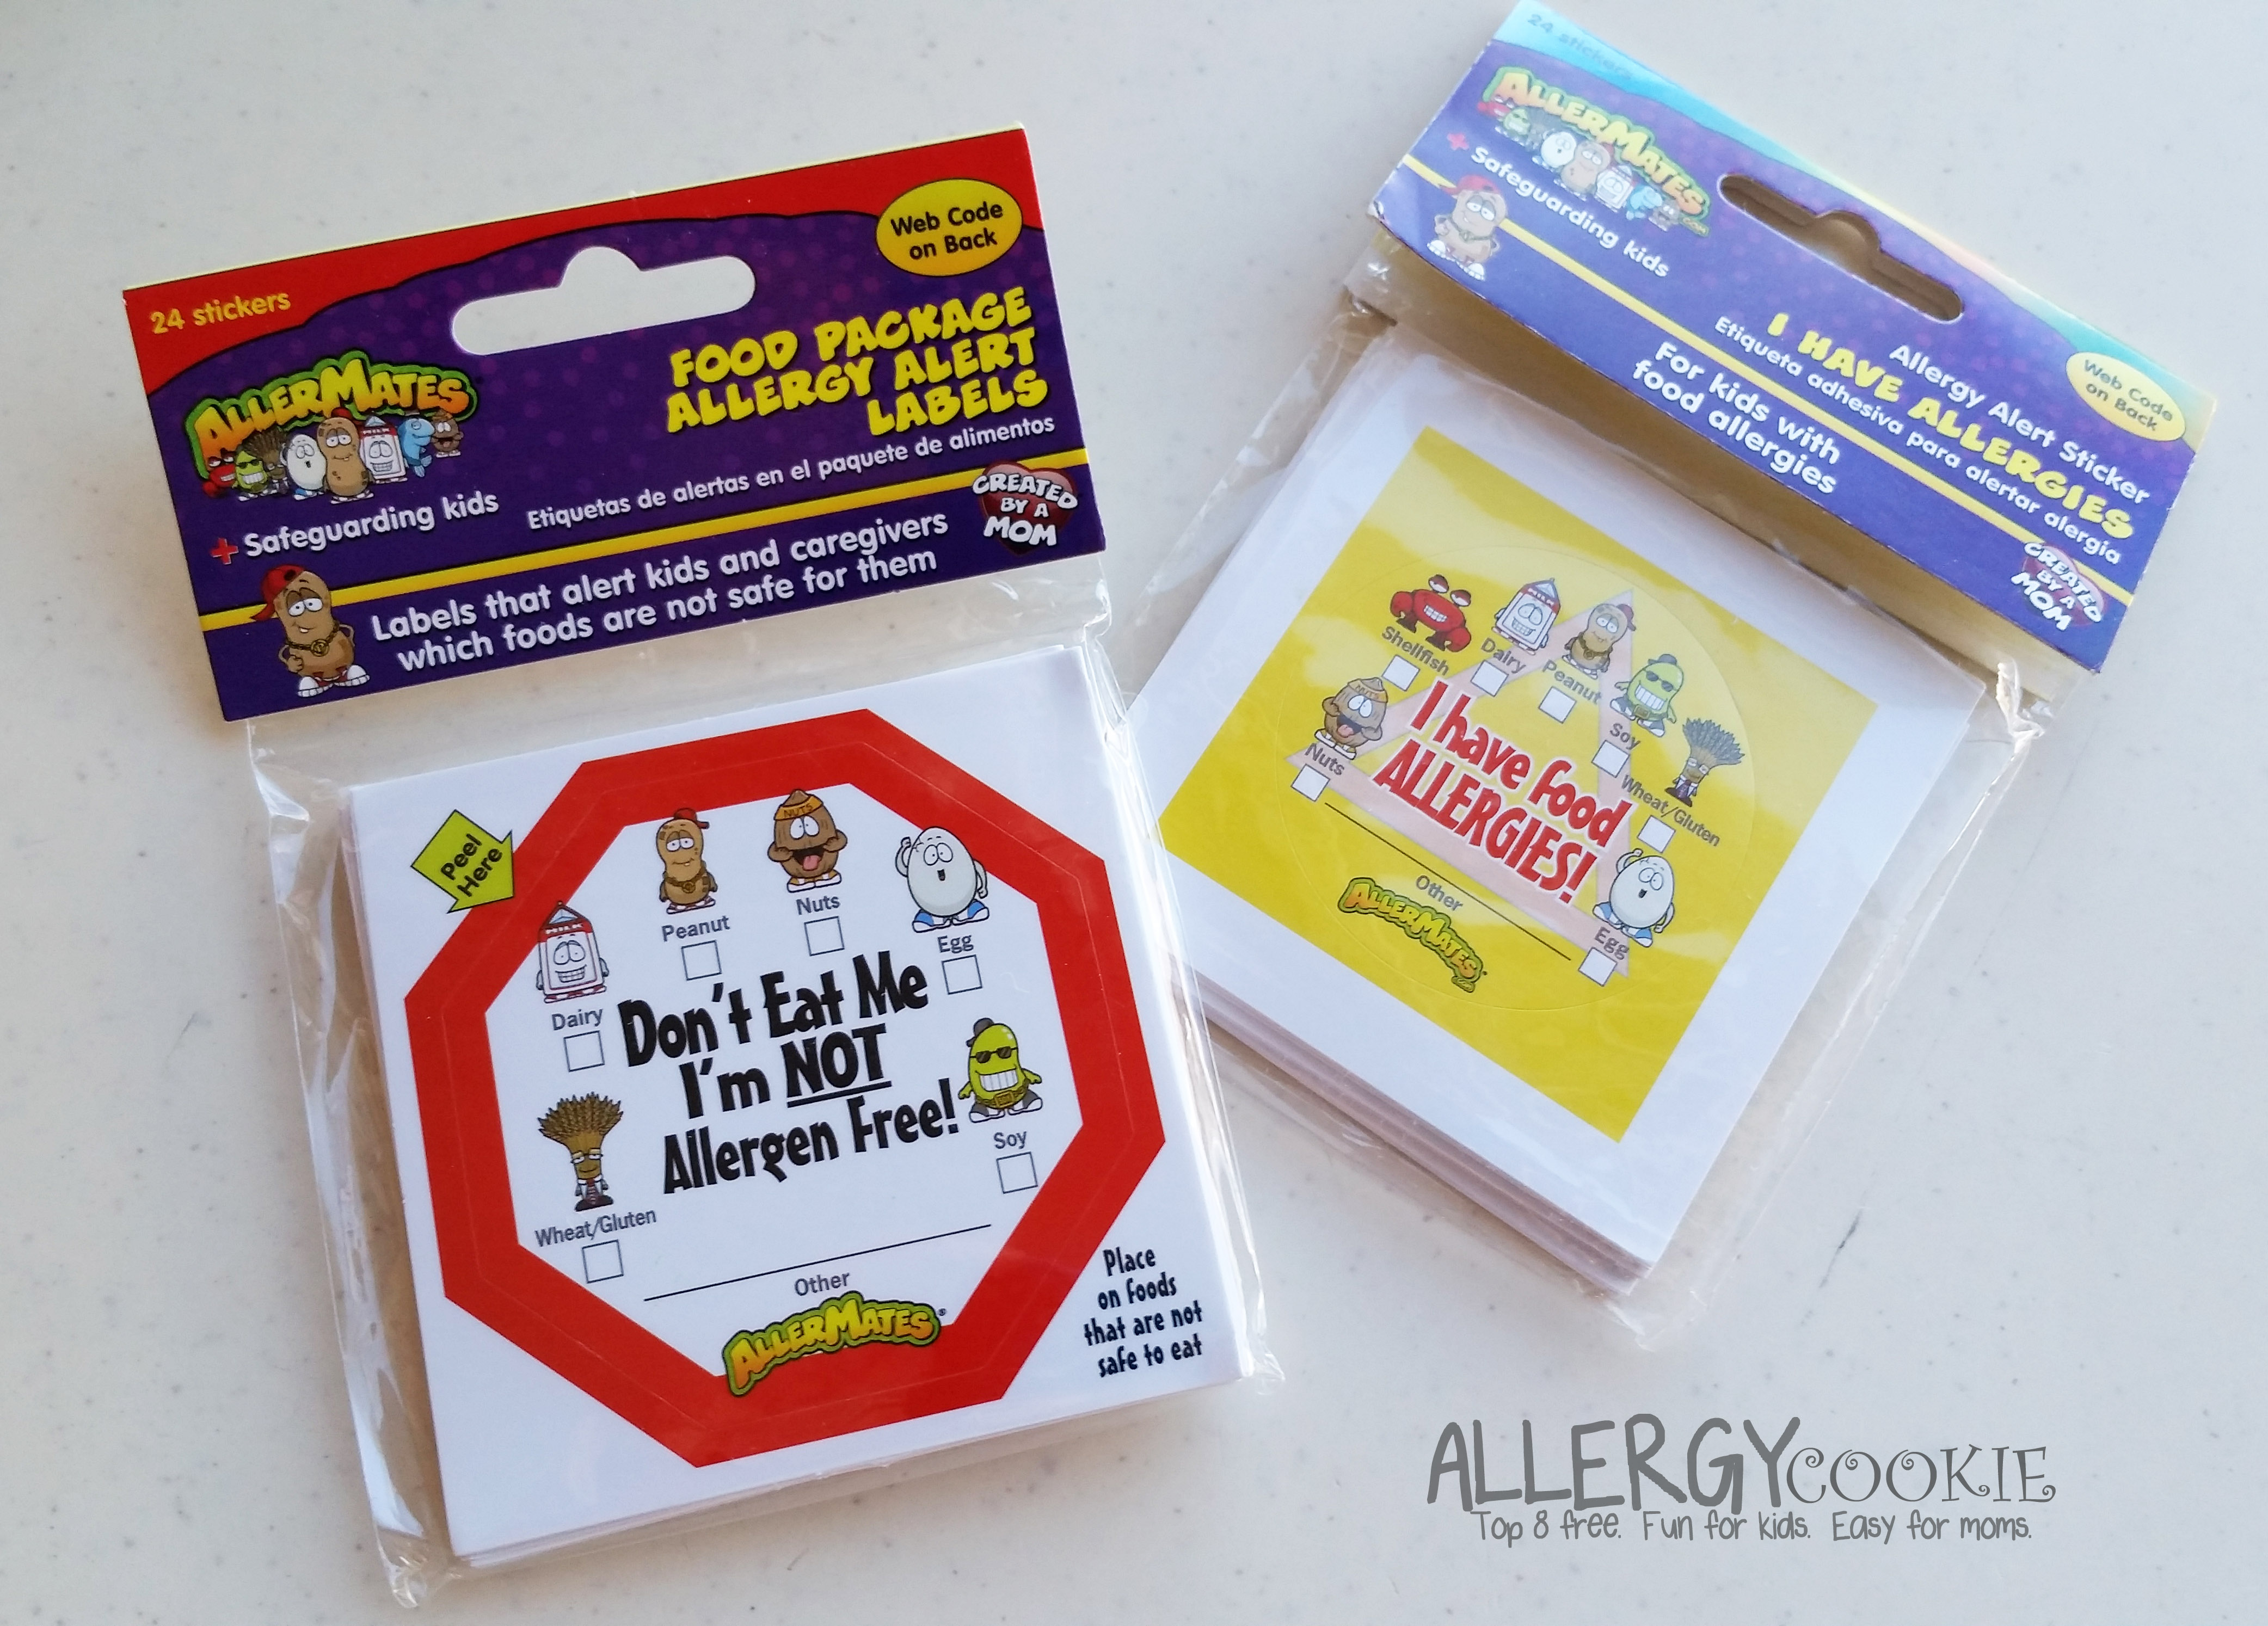 24 stickers
Web Code
on Back
ALLERMATES
FOOD PACKAGE
ALLERGY ALERT
LABELS
Etiquetas de alertas en el paquete de alimentos
+ Safeguarding kids
CREATED
BY A
MOM
Labels that alert kids and caregivers
which foods are not safe for them
Peel
Here
MILK
NUTS
Dairy
Peanut
Nuts
Egg
Don't Eat Me
I'm NOT
Allergen Free!
Wheat/Gluten
Soy
Other
ALLERMATES®
Place
on foods
that are not
safe to eat
24 stickers
ALLERMATES
+ Safeguarding kids
Allergy Alert Sticker
I HAVE ALLERGIES
Etiqueta adhesiva para alertar alergia
Web Code
on Back
For kids with
food allergies
CREATED
BY A
MOM
MILK
NUTS
Shellfish
Dairy
Peanut
Soy
Wheat/Gluten
Nuts
Egg
I have food
ALLERGIES!
Other
ALLERMATES
ALLERGYCOOKIE
Top 8 free. Fun for kids. Easy for moms.